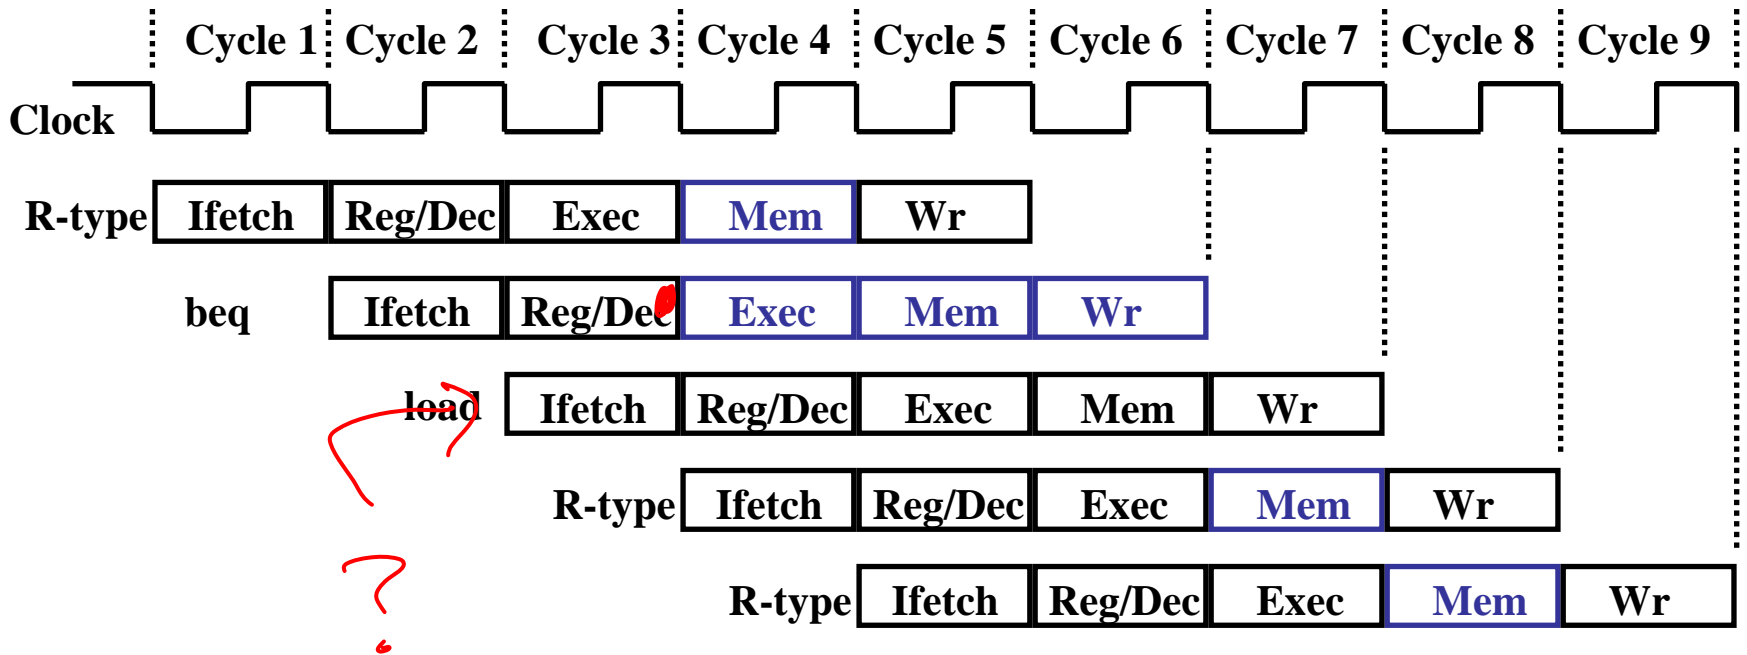 Cycle 1 Cycle 2 Cycle 3 Cycle 4 Cycle 5 Cycle 6 Cycle 7 Cycle 8 Cycle 9
Clock
R-type Ifetch Reg/Dec Exec Mem Wr
beq Ifetch Reg/Dec Exec Mem Wr
load Ifetch Reg/Dec Exec Mem Wr
R-type Ifetch Reg/Dec Exec Mem Wr
?
R-type Ifetch Reg/Dec Exec Mem Wr